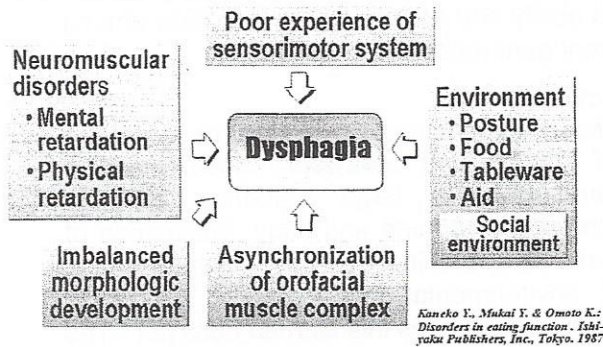 Poor experience of
sensorimotor system
Neuromuscular
disorders
• Mental
retardation
• Physical
retardation
Dysphagia
Environment
• Posture
• Food
• Tableware
• Aid
Social
environment
Imbalanced
morphologic
development
Asynchronization
of orofacial
muscle complex
Kaneko Y., Mukai Y. & Omoto K.:
Disorders in eating function . Ishi-
yaku Publishers, Inc., Tokyo. 1987